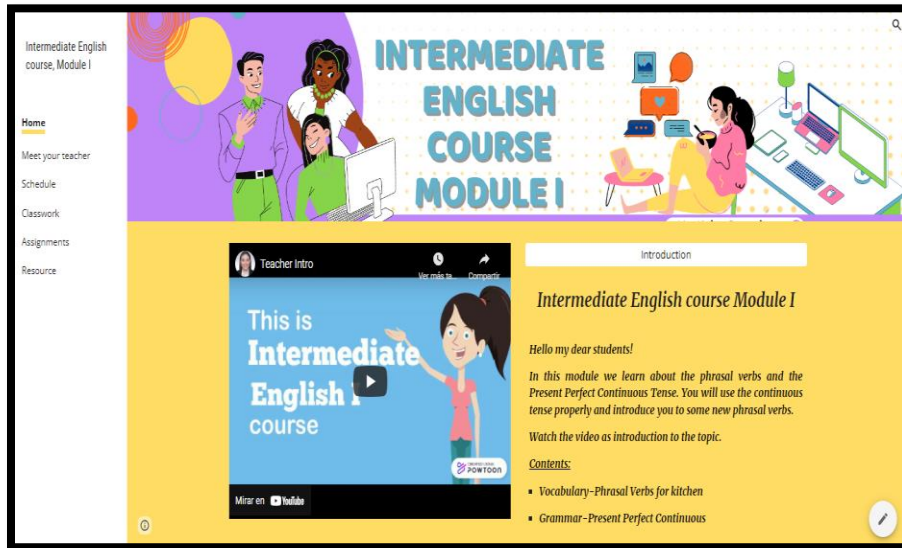 Intermediate English
course, Module I
Home
Meet your teacher
Schedule
Classwork
Assignments
Resource
INTERMEDIATE
ENGLISH
COURSE
MODULE I
Teacher Intro
Ver más ta...
Compartir
This is
Intermediate
English I
course
POWTOON
Mirar en YouTube
Introduction
Intermediate English course Module I
Hello my dear students!
In this module we learn about the phrasal verbs and the
Present Perfect Continuous Tense. You will use the continuous
tense properly and introduce you to some new phrasal verbs.
Watch the video as introduction to the topic.
Contents:
▪ Vocabulary-Phrasal Verbs for kitchen
▪ Grammar-Present Perfect Continuous